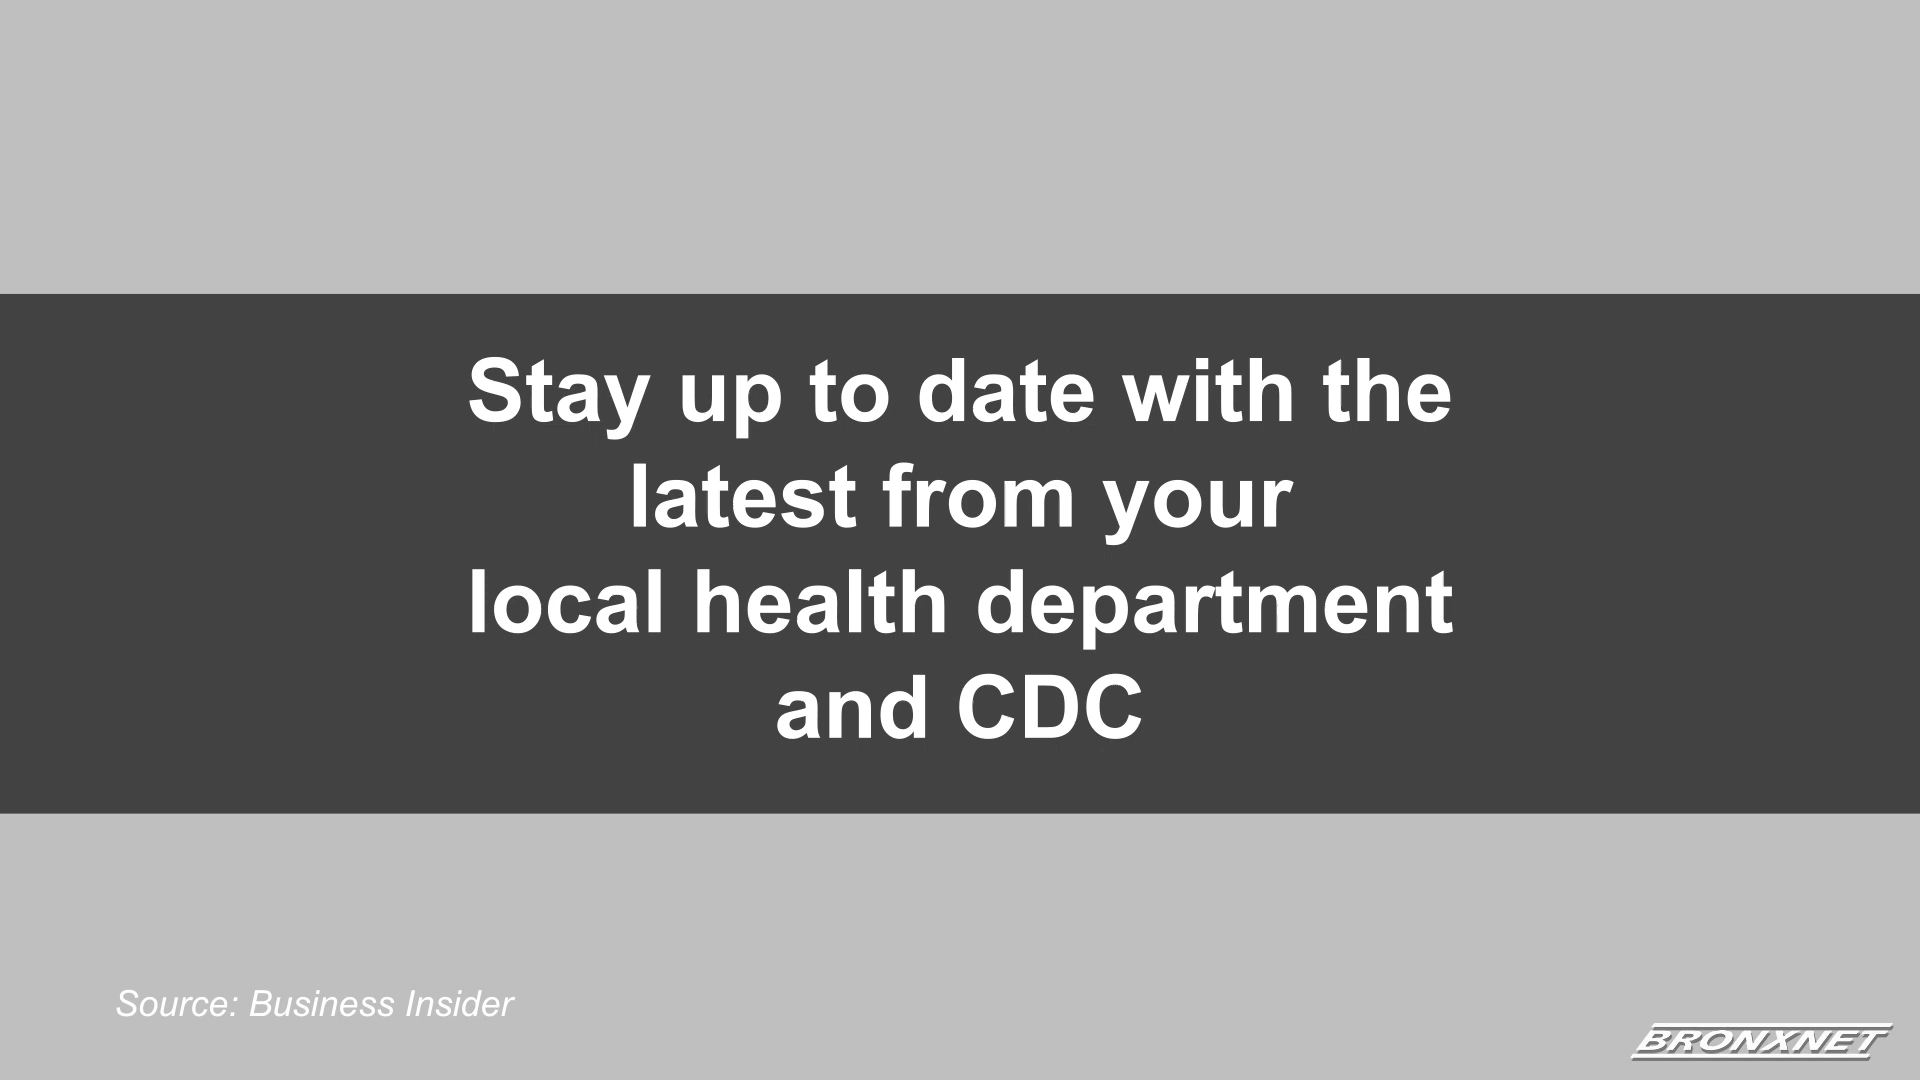 Stay up to date with the
latest from your
local health department
and CDC
Source: Business Insider
BRONXNET